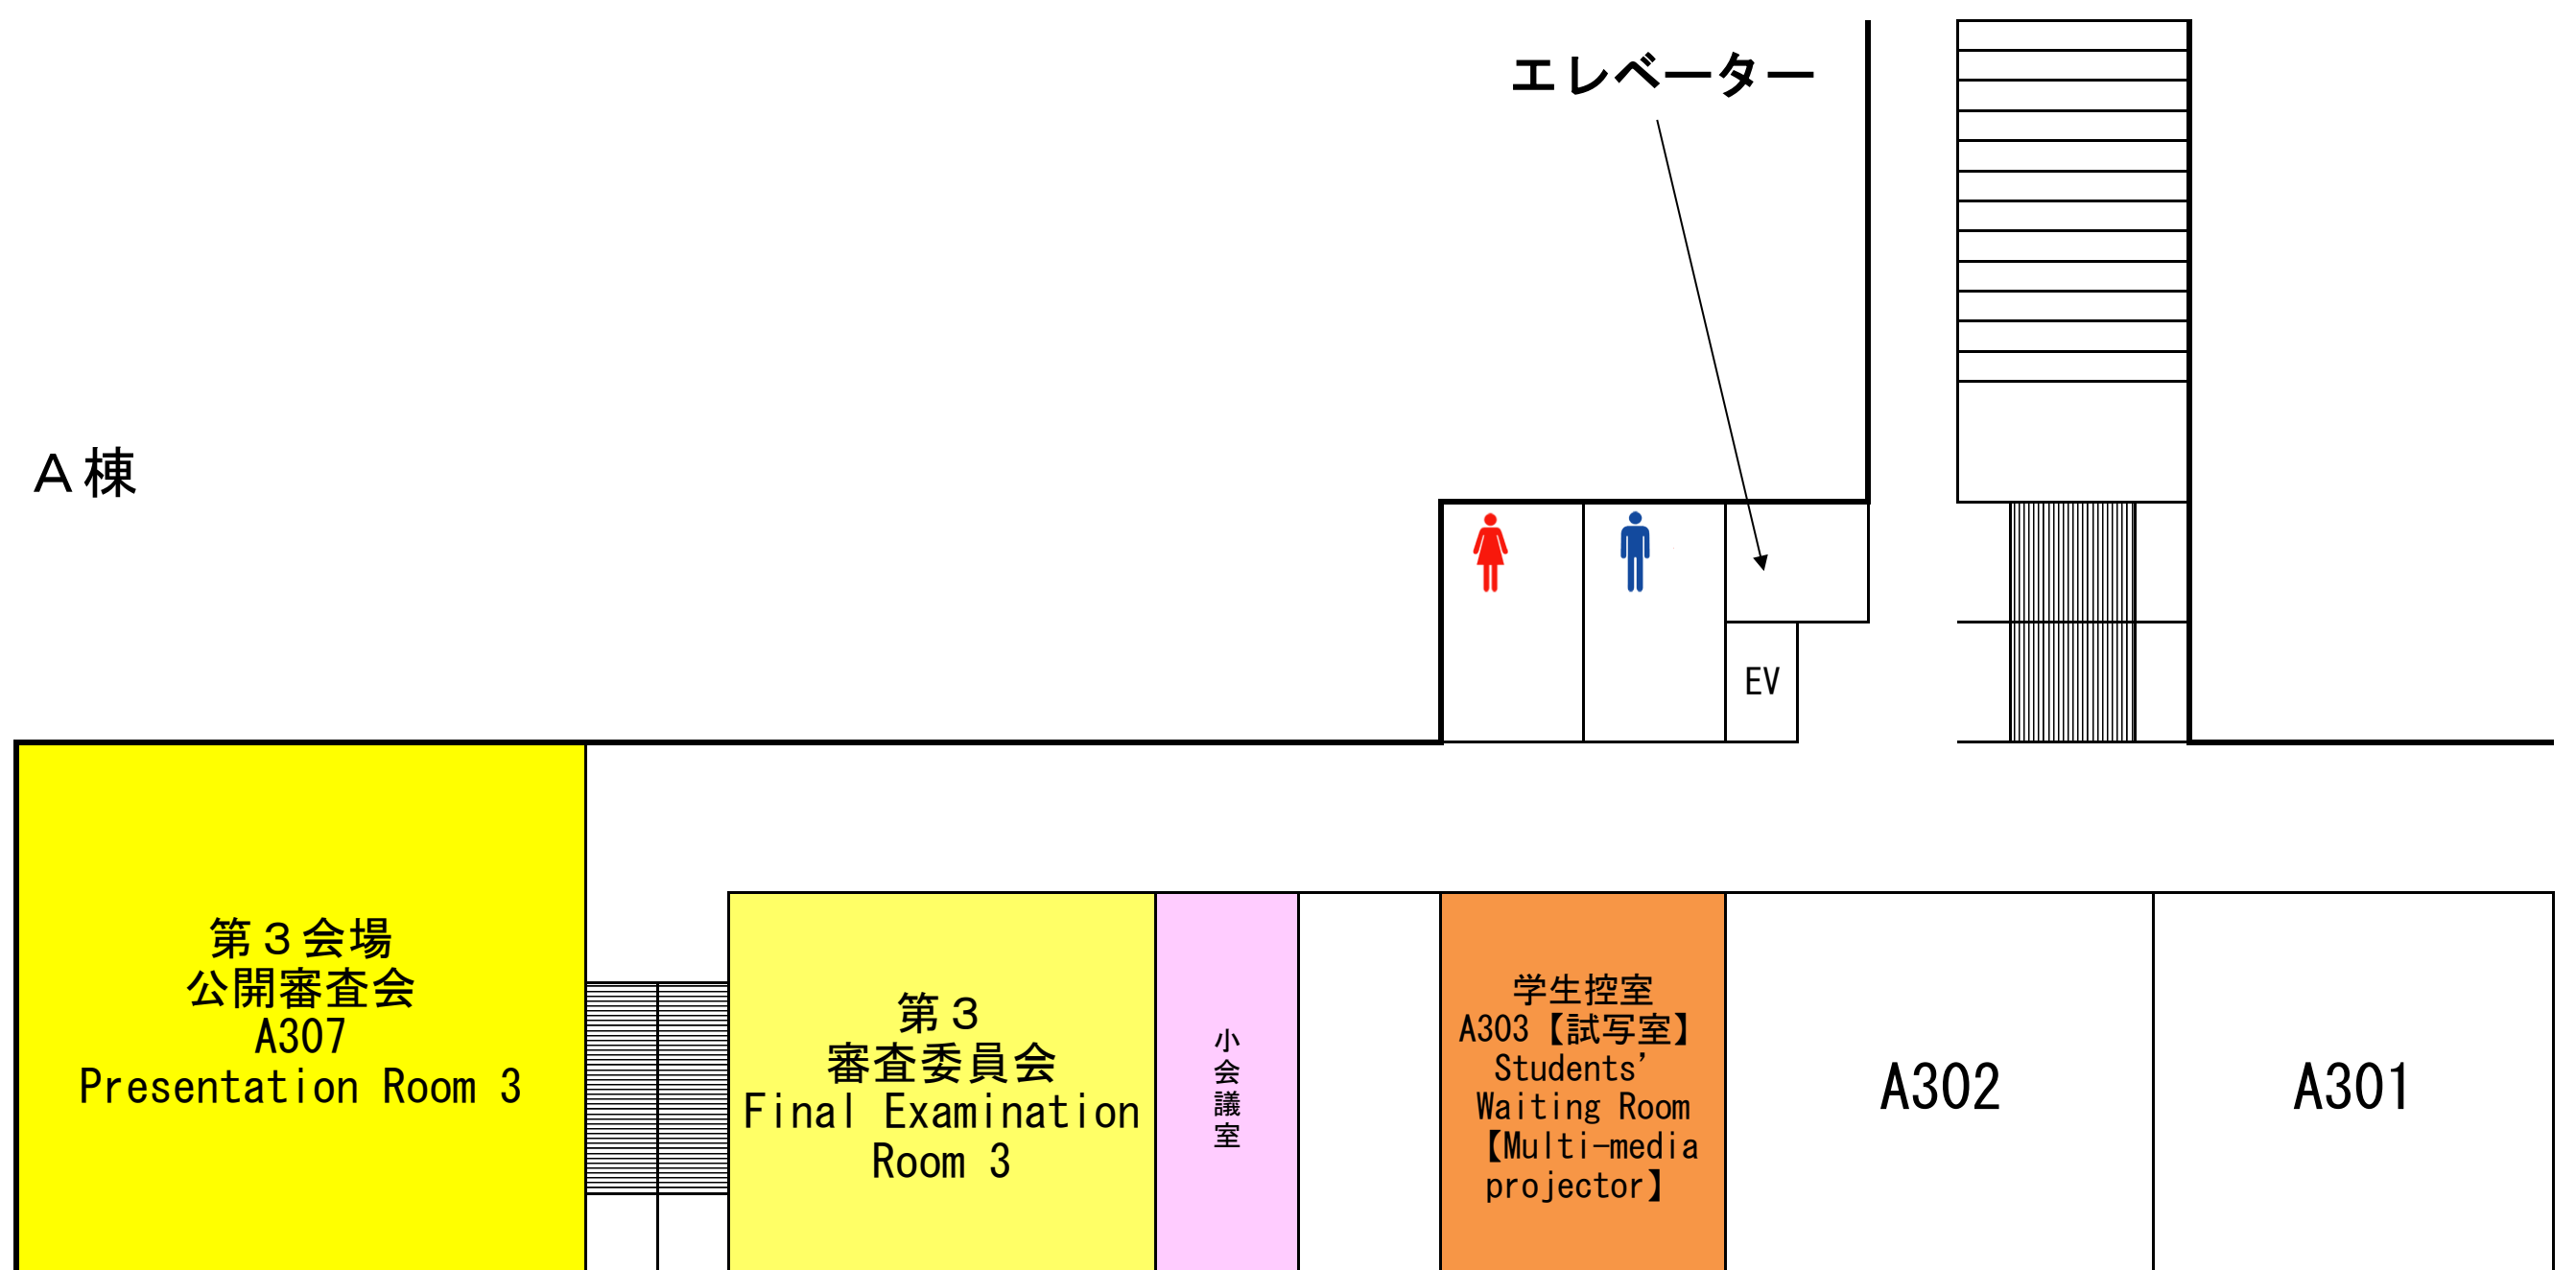 エレベーター
A棟
EV
第３会場
公開審査会
A307
Presentation Room 3
第３
審査委員会
Final Examination
Room 3
小
会
議
室
学生控室
A303【試写室】
Students’
Waiting Room
【Multi-media
projector】
A302
A301